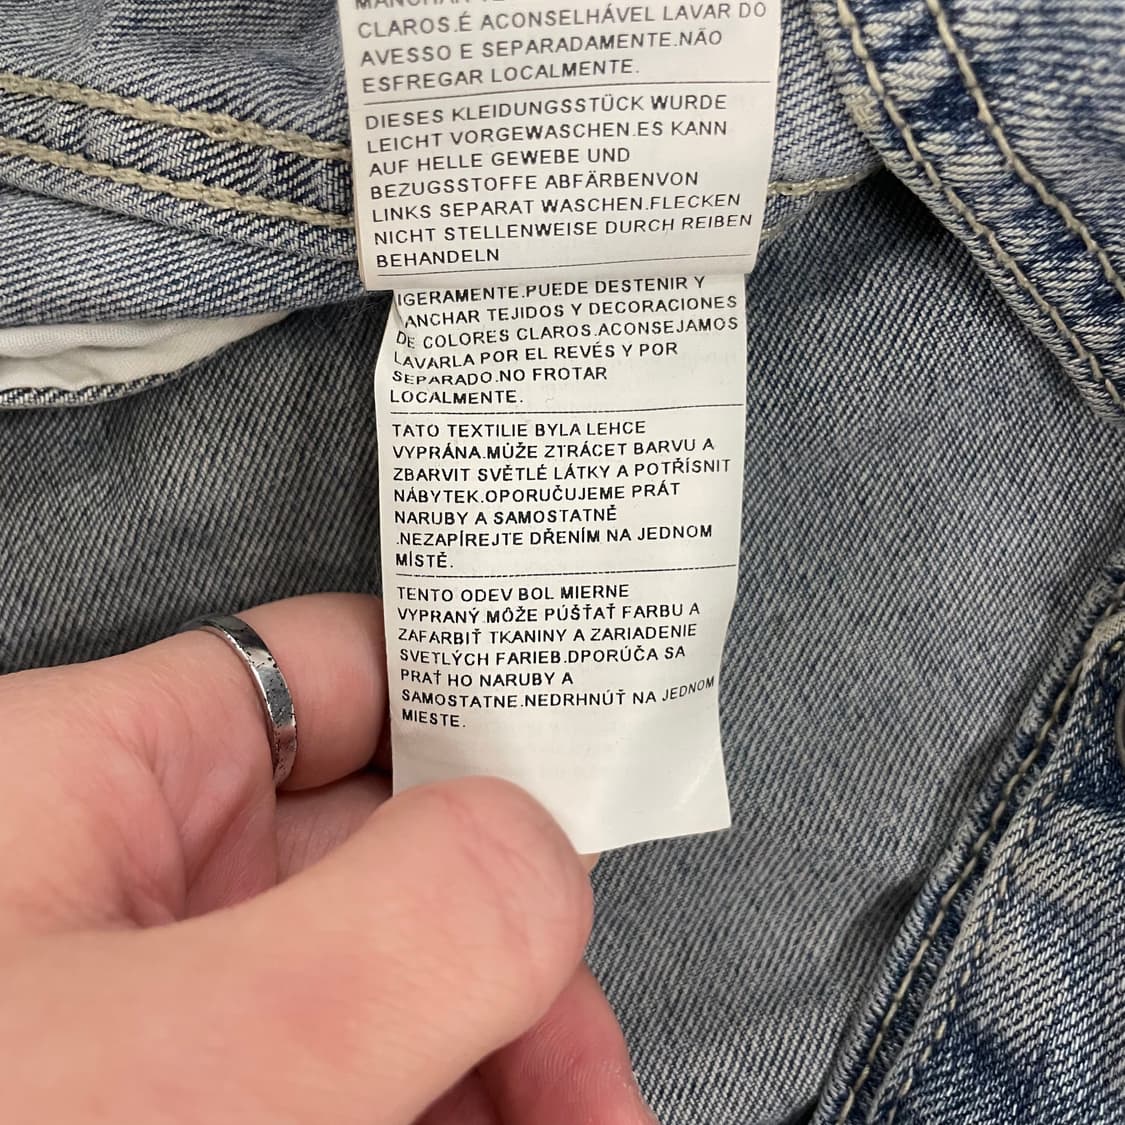 CLAROS.É ACONSELHÁVEL LAVAR DO
AVESSO E SEPARADAMENTE.NÃO
ESFREGAR LOCALMENTE.
DIESES KLEIDUNGSSTÜCK WURDE
LEICHT VORGEWASCHEN.ES KANN
AUF HELLE GEWEBE UND
BEZUGSSTOFFE ABFÄRBENVON
LINKS SEPARAT WASCHEN.FLECKEN
NICHT STELLENWEISE DURCH REIBEN
BEHANDELN
IGERAMENTE.PUEDE DESTENIR Y
ANCHAR TEJIDOS Y DECORACIONES
DE COLORES CLAROS.ACONSEJAMOS
LAVARLA POR EL REVÉS Y POR
SEPARADO.NO FROTAR
LOCALMENTE.
TATO TEXTILIE BYLA LEHCE
VYPRÁNA.MŮŽE ZTRÁCET BARVU A
ZBARVIT SVĚTLÉ LÁTKY A POTŘÍSNIT
NÁBYTEK.OPORUČUJEME PRÁT
NARUBY A SAMOSTATNĚ
.NEZAPÍREJTE DŘENÍM NA JEDNOM
MÍSTĚ.
TENTO ODEV BOL MIERNE
VYPRANÝ.MÔŽE PÚŠŤAŤ FARBU A
ZAFARBIŤ TKANINY A ZARIADENIE
SVETLÝCH FARIEB.DPORÚČA SA
PRAŤ HO NARUBY A
SAMOSTATNE.NEDRHNÚŤ NA JEDNOM
MIESTE.